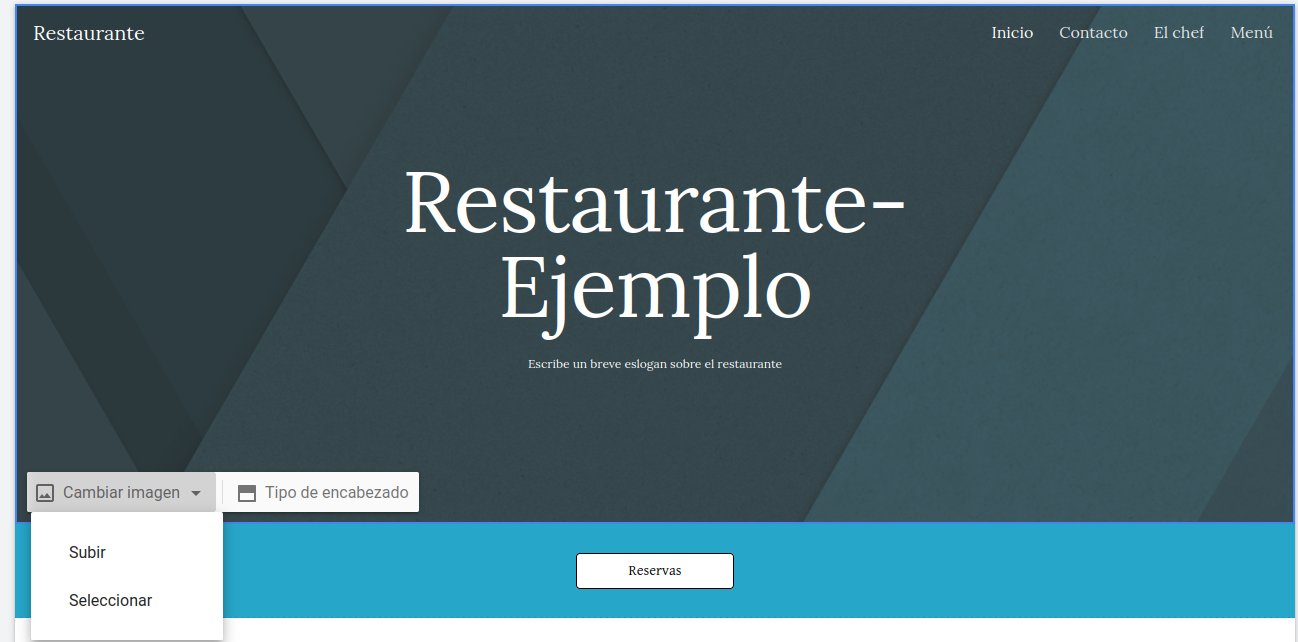 Restaurante
Inicio Contacto El chef Menú
Restaurante-
Ejemplo
Escribe un breve eslogan sobre el restaurante
Cambiar imagen Tipo de encabezado
Subir
Seleccionar
Reservas